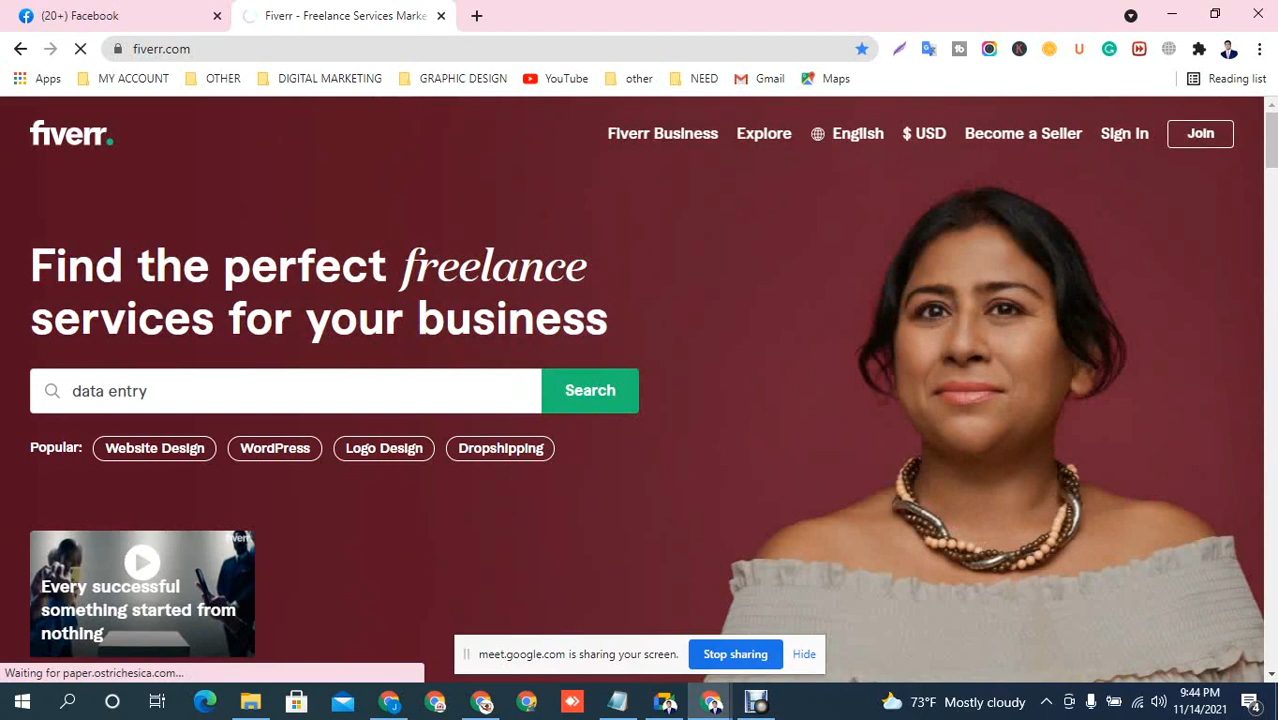 (20+) Facebook
Fiverr - Freelance Services Marke
fiverr.com
Apps
MY ACCOUNT
OTHER
DIGITAL MARKETING
GRAPHIC DESIGN
YouTube
other
NEED
Gmail
Maps
Reading list
fiverr.
Fiverr Business
Explore
English
$ USD
Become a Seller
Sign In
Join
Find the perfect freelance
services for your business
data entry
Search
Popular:
Website Design
WordPress
Logo Design
Dropshipping
fiverr
Every successful
something started from
nothing
meet.google.com is sharing your screen.
Stop sharing
Hide
Waiting for paper.ostrichesica.com...
73°F Mostly cloudy
9:44 PM
11/14/2021
4